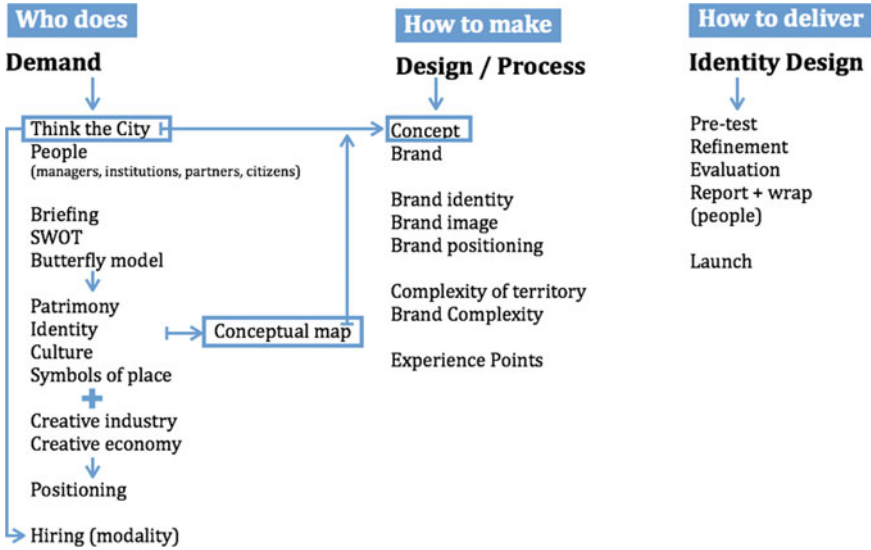 Who does
Demand
Think the City
People
(managers, institutions, partners, citizens)
Briefing
SWOT
Butterfly model
Patrimony
Identity
Culture
Symbols of place
Creative industry
Creative economy
Positioning
Hiring (modality)
Conceptual map
How to make
Design / Process
Concept
Brand
Brand identity
Brand image
Brand positioning
Complexity of territory
Brand Complexity
Experience Points
How to deliver
Identity Design
Pre-test
Refinement
Evaluation
Report + wrap
(people)
Launch